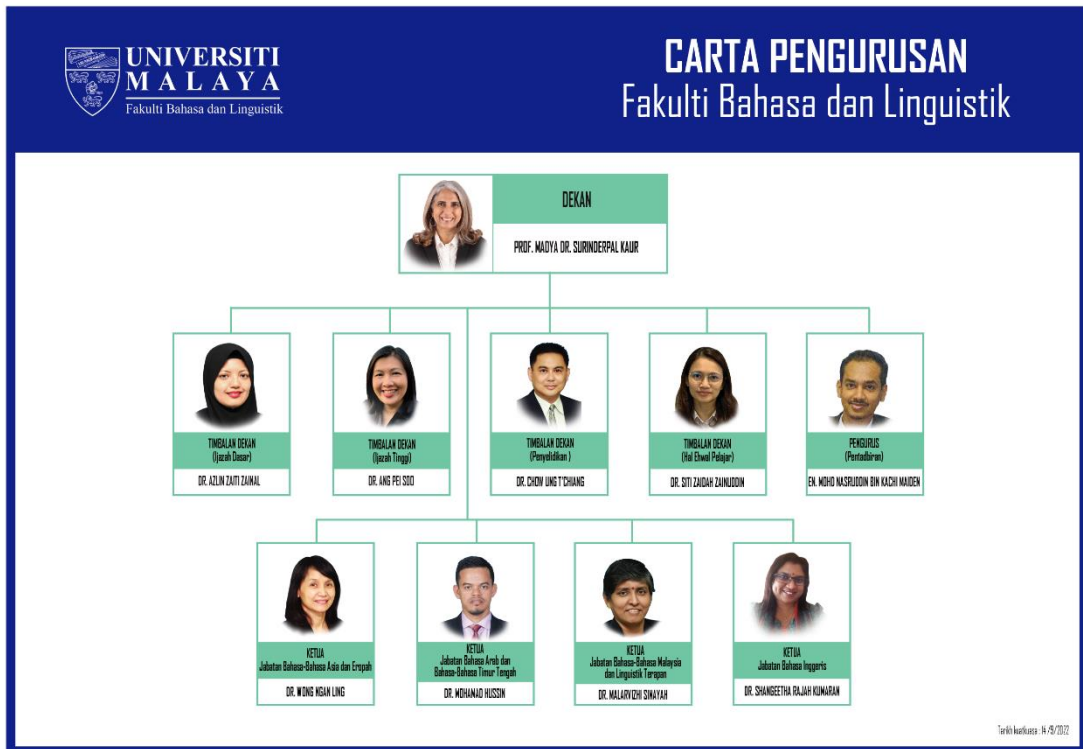 UNIVERSITI
MALAYA
Fakulti Bahasa dan Linguistik
CARTA PENGURUSAN
Fakulti Bahasa dan Linguistik
DEKAN
PROF. MADYA DR. SURINDERPAL KAUR
TIMBALAN DEKAN
(Ijazah Dasar)
DR. AZLIN ZAITI ZAINAL
TIMBALAN DEKAN
(Ijazah Tinggi)
DR. ANG PEI SOO
TIMBALAN DEKAN
(Penyelidikan )
DR. CHOW UNG T'CHIANG
TIMBALAN DEKAN
(Hal Ehwal Pelajar)
DR. SITI ZAIDAH ZAINUDDIN
PENGURUS
(Pentadbiran)
EN. MOHD NASRUDDIN BIN KACHI MAIDEN
KETUA
Jabatan Bahasa-Bahasa Asia dan Eropah
DR. WONG NGAN LING
KETUA
Jabatan Bahasa Arab dan
Bahasa-Bahasa Timur Tengah
DR. MOHAMAD HUSSIN
KETUA
Jabatan Bahasa-Bahasa Malaysia
dan Linguistik Terapan
DR. MALARVIZHI SINAYAH
KETUA
Jabatan Bahasa Inggeris
DR. SHANGEETHA RAJAH KUMARAN
Tarikh kuatkuasa : 14 /9/2022